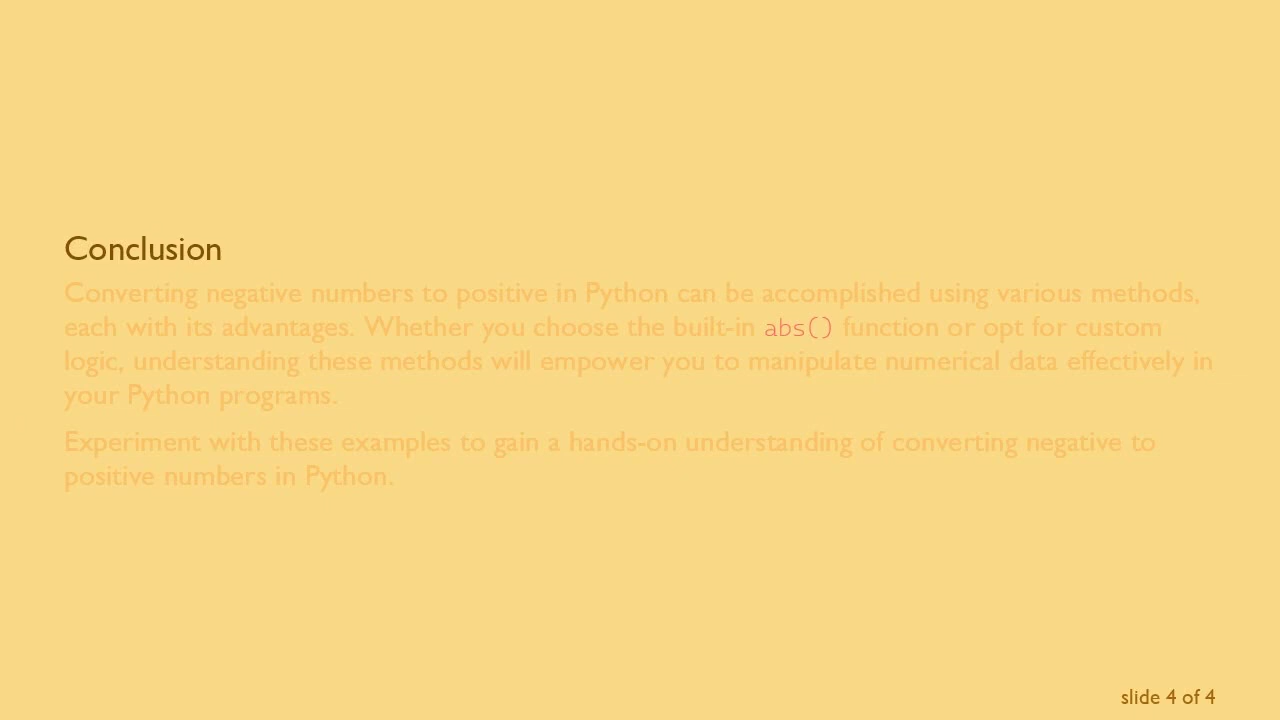 Conclusion
Converting negative numbers to positive in Python can be accomplished using various methods,
each with its advantages. Whether you choose the built-in abs() function or opt for custom
logic, understanding these methods will empower you to manipulate numerical data effectively in
your Python programs.
Experiment with these examples to gain a hands-on understanding of converting negative to
positive numbers in Python.
slide 4 of 4